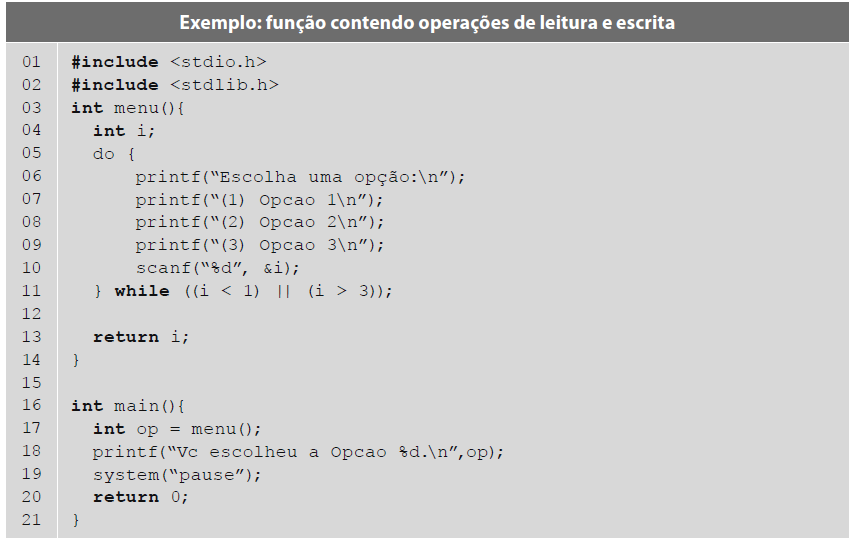 Exemplo: função contendo operações de leitura e escrita
01 #include <stdio.h>
02 #include <stdlib.h>
03 int menu(){
04   int i;
05   do {
06       printf(“Escolha uma opção:\n”);
07       printf(“(1) Opcao 1\n”);
08       printf(“(2) Opcao 2\n”);
09       printf(“(3) Opcao 3\n”);
10       scanf(“%d”, &i);
11   } while ((i < 1) || (i > 3));
12
13   return i;
14 }
15
16 int main(){
17   int op = menu();
18   printf(“Vc escolheu a Opcao %d.\n”,op);
19   system(“pause”);
20   return 0;
21 }